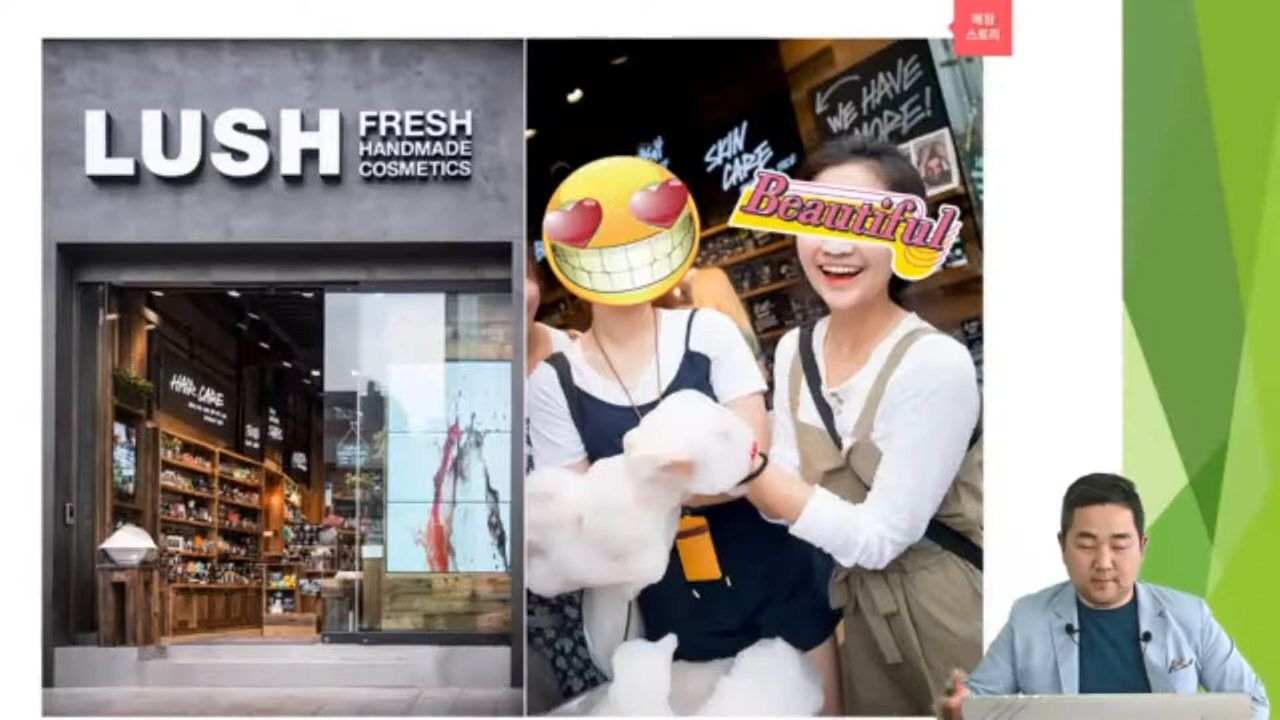 매장
스토리
LUSH FRESH
HANDMADE
COSMETICS
WE HAVE
MORE!
SKIN
CARE
Beautiful
HAIR CARE